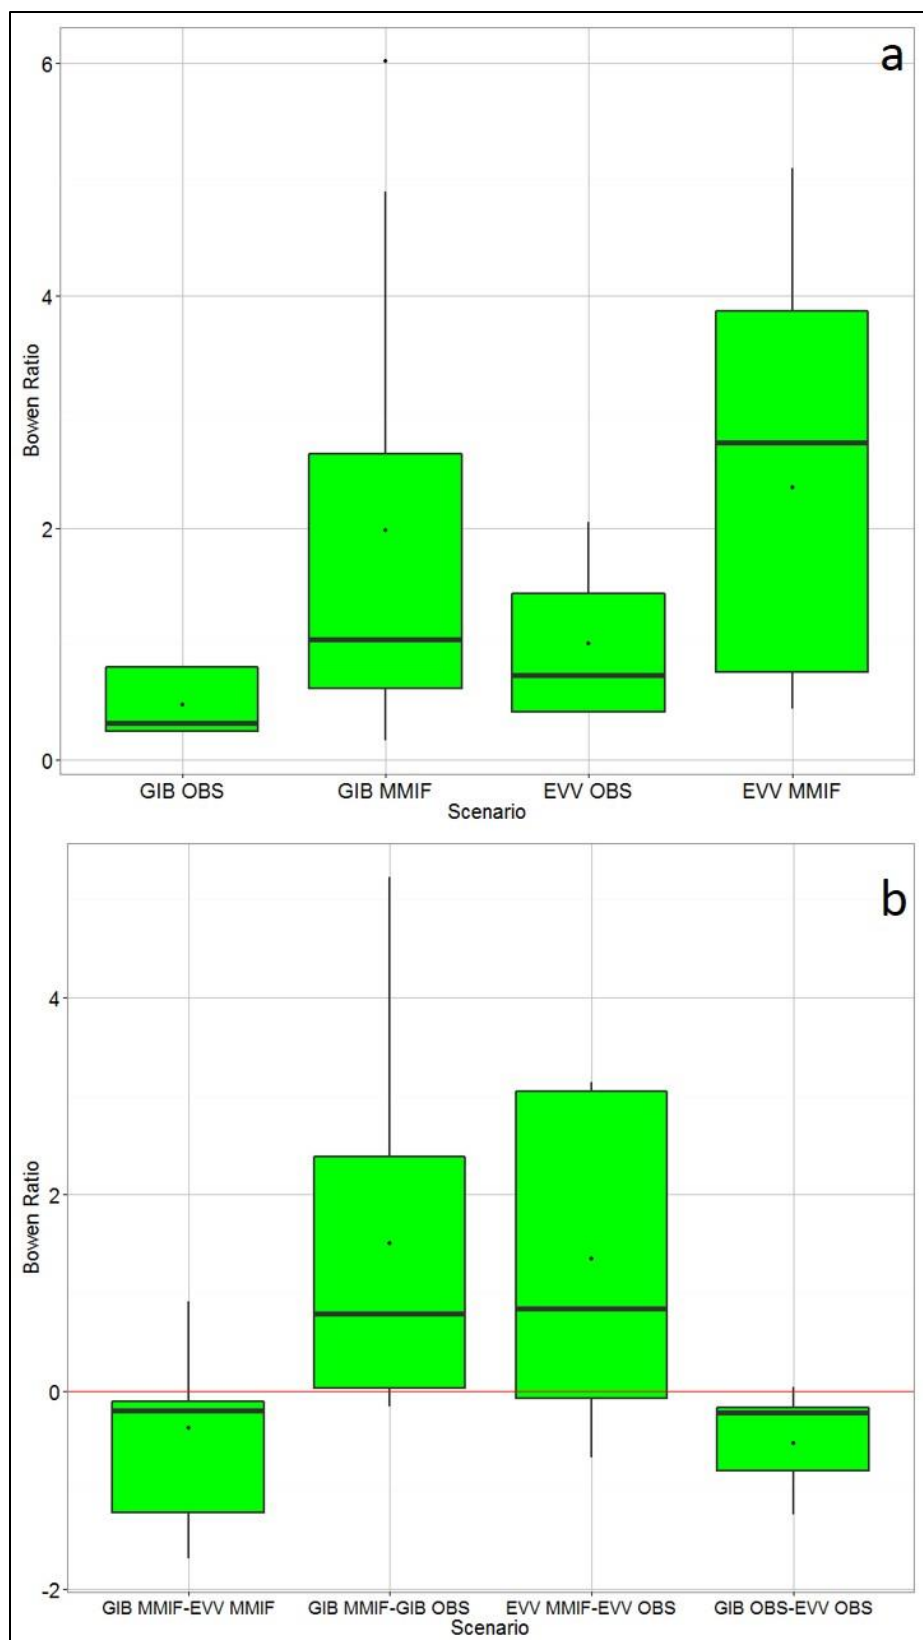 a
6
4
2
0
Bowen Ratio
GIB OBS GIB MMIF EVV OBS EVV MMIF
Scenario
b
4
2
0
-2
Bowen Ratio
GIB MMIF-EVV MMIF GIB MMIF-GIB OBS EVV MMIF-EVV OBS GIB OBS-EVV OBS
Scenario